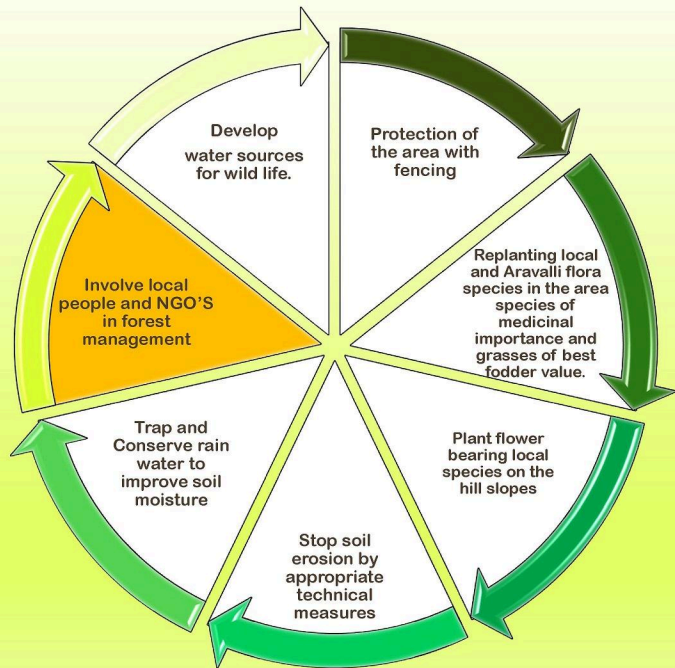 Protection of
the area with
fencing
Replanting local
and Aravalli flora
species in the area
species of
medicinal
importance and
grasses of best
fodder value.
Plant flower
bearing local
species on the
hill slopes
Stop soil
erosion by
appropriate
technical
measures
Trap and
Conserve rain
water to
improve soil
moisture
Involve local
people and NGO'S
in forest
management
Develop
water sources
for wild life.